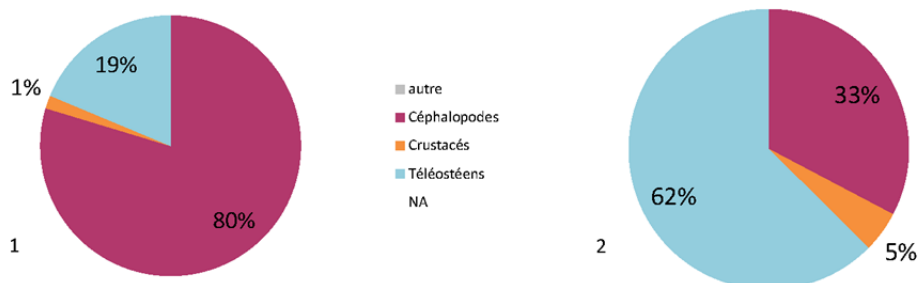 19%
1%
80%
1
autre
Céphalopodes
Crustacés
Téléostéens
NA
33%
62%
5%
2